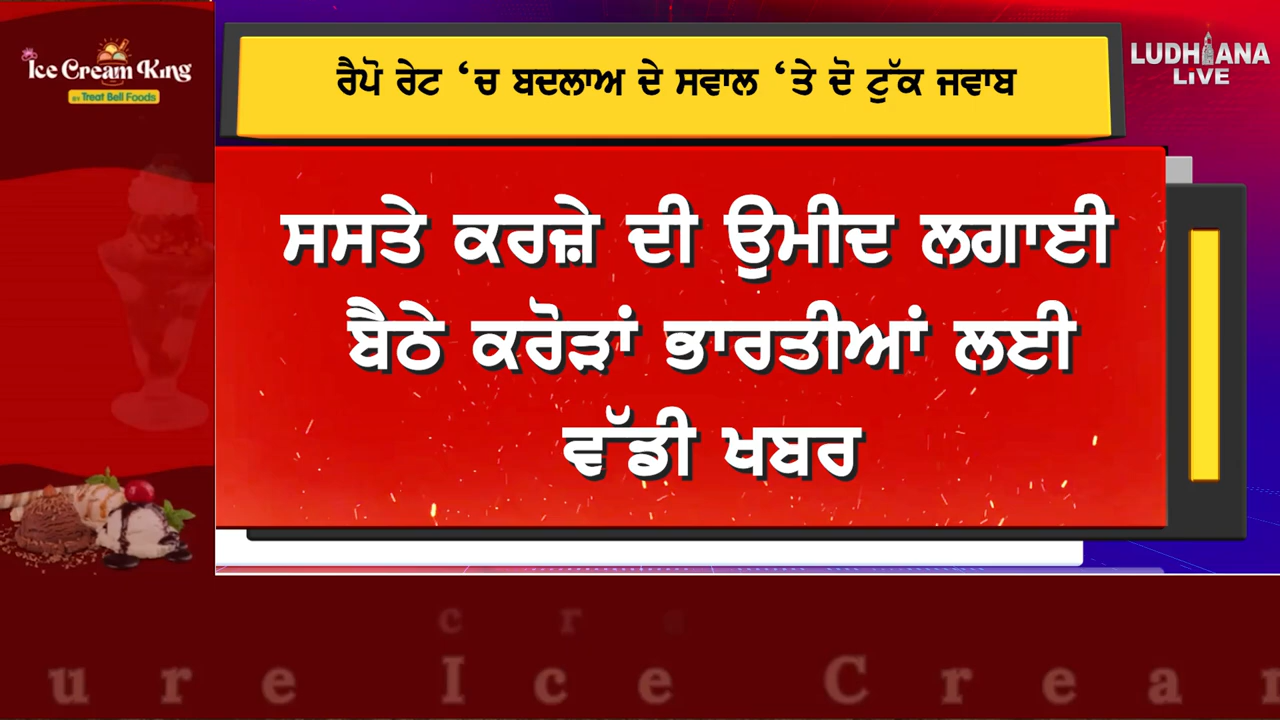 Ice Cream King
BY Treat Bell Foods
ਰੈਪੋ ਰੇਟ ‘ਚ ਬਦਲਾਅ ਦੇ ਸਵਾਲ ‘ਤੇ ਦੋ ਟੁੱਕ ਜਵਾਬ
LUDHIANA
LiVE
ਸਸਤੇ ਕਰਜ਼ੇ ਦੀ ਉਮੀਦ ਲਗਾਈ
ਬੈਠੇ ਕਰੋੜਾਂ ਭਾਰਤੀਆਂ ਲਈ
ਵੱਡੀ ਖਬਰ
c r
u r e I c e C r e a